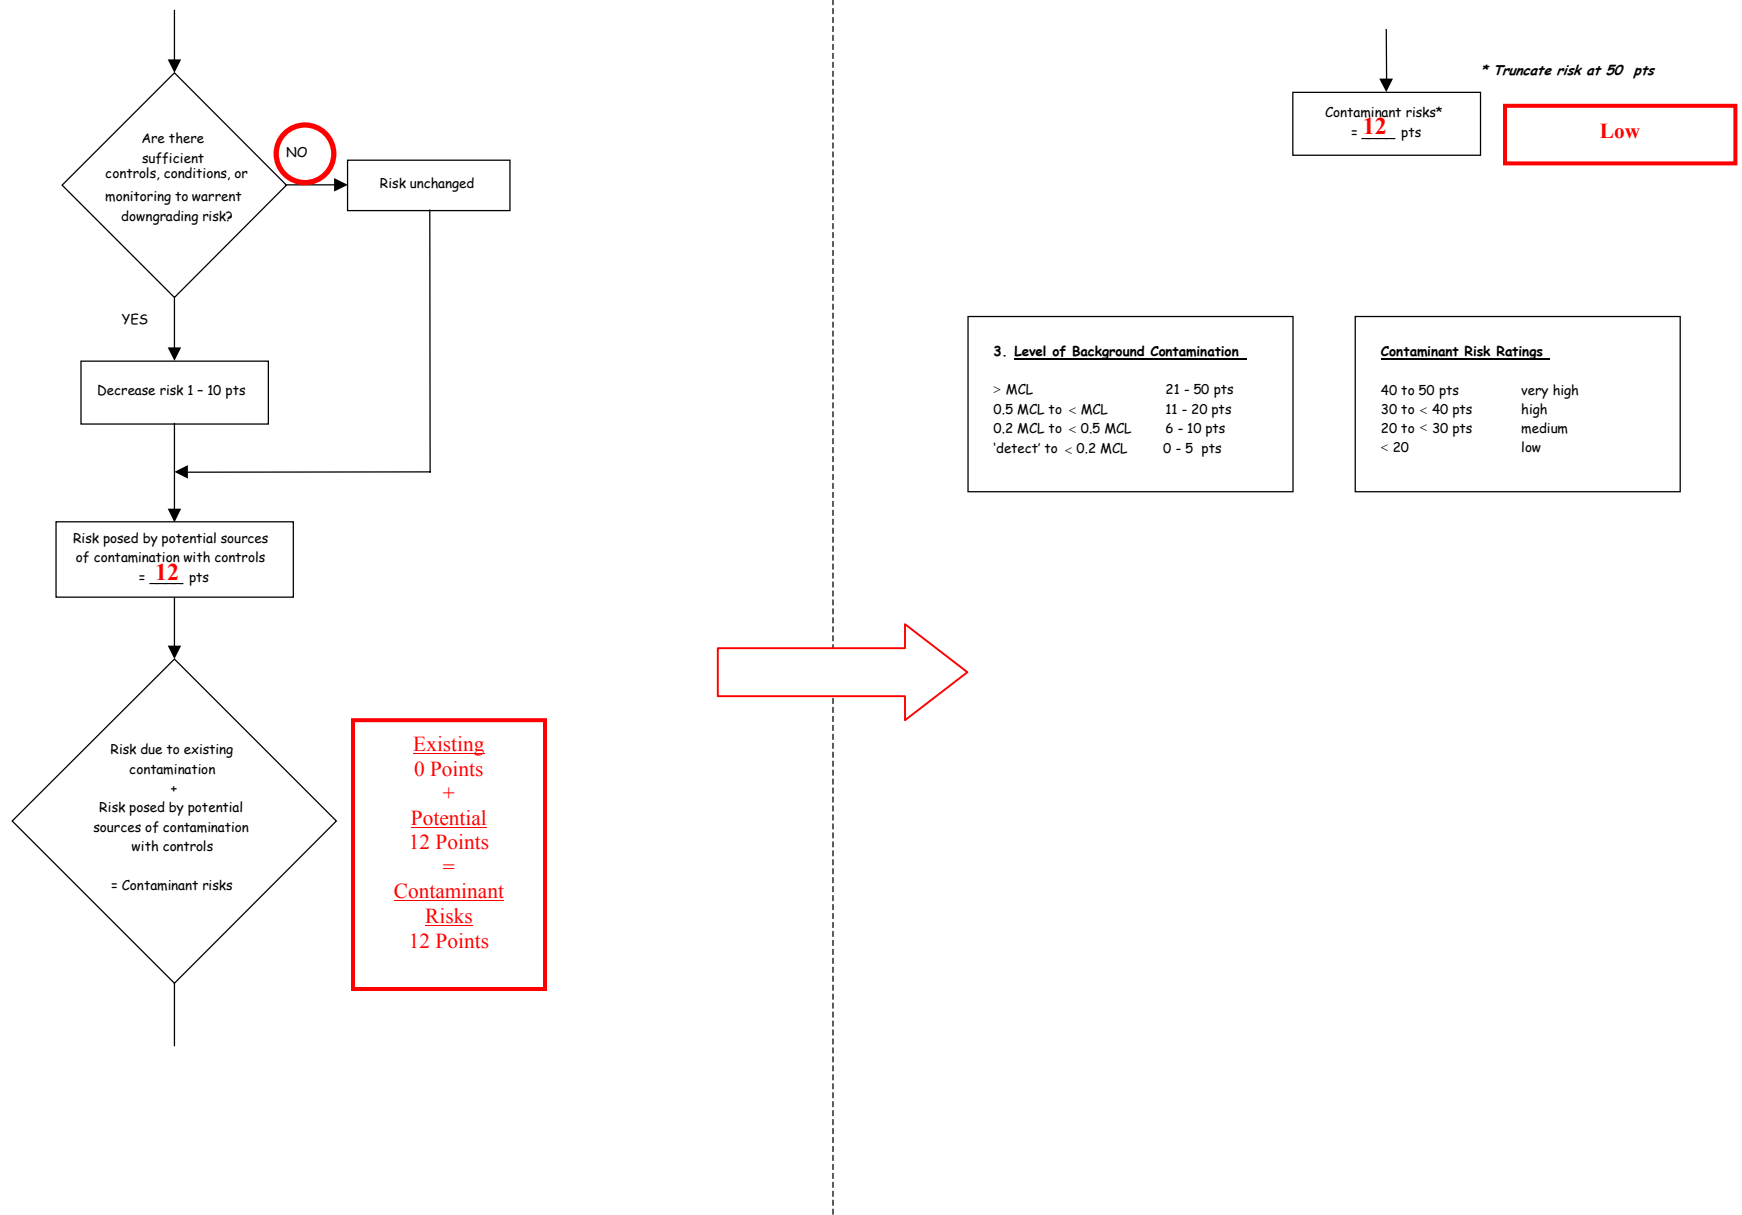 Are there
sufficient
controls, conditions, or
monitoring to warrent
downgrading risk?
NO
Risk unchanged
YES
Decrease risk 1 – 10 pts
Risk posed by potential sources
of contamination with controls
= 12 pts
Risk due to existing
contamination
+
Risk posed by potential
sources of contamination
with controls
= Contaminant risks
Existing
0 Points
+
Potential
12 Points
=
Contaminant
Risks
12 Points
* Truncate risk at 50 pts
Contaminant risks*
= 12 pts
Low
3. Level of Background Contamination
> MCL 21 - 50 pts
0.5 MCL to < MCL 11 - 20 pts
0.2 MCL to < 0.5 MCL 6 - 10 pts
'detect' to < 0.2 MCL 0 - 5 pts
Contaminant Risk Ratings
40 to 50 pts very high
30 to < 40 pts high
20 to < 30 pts medium
< 20 low